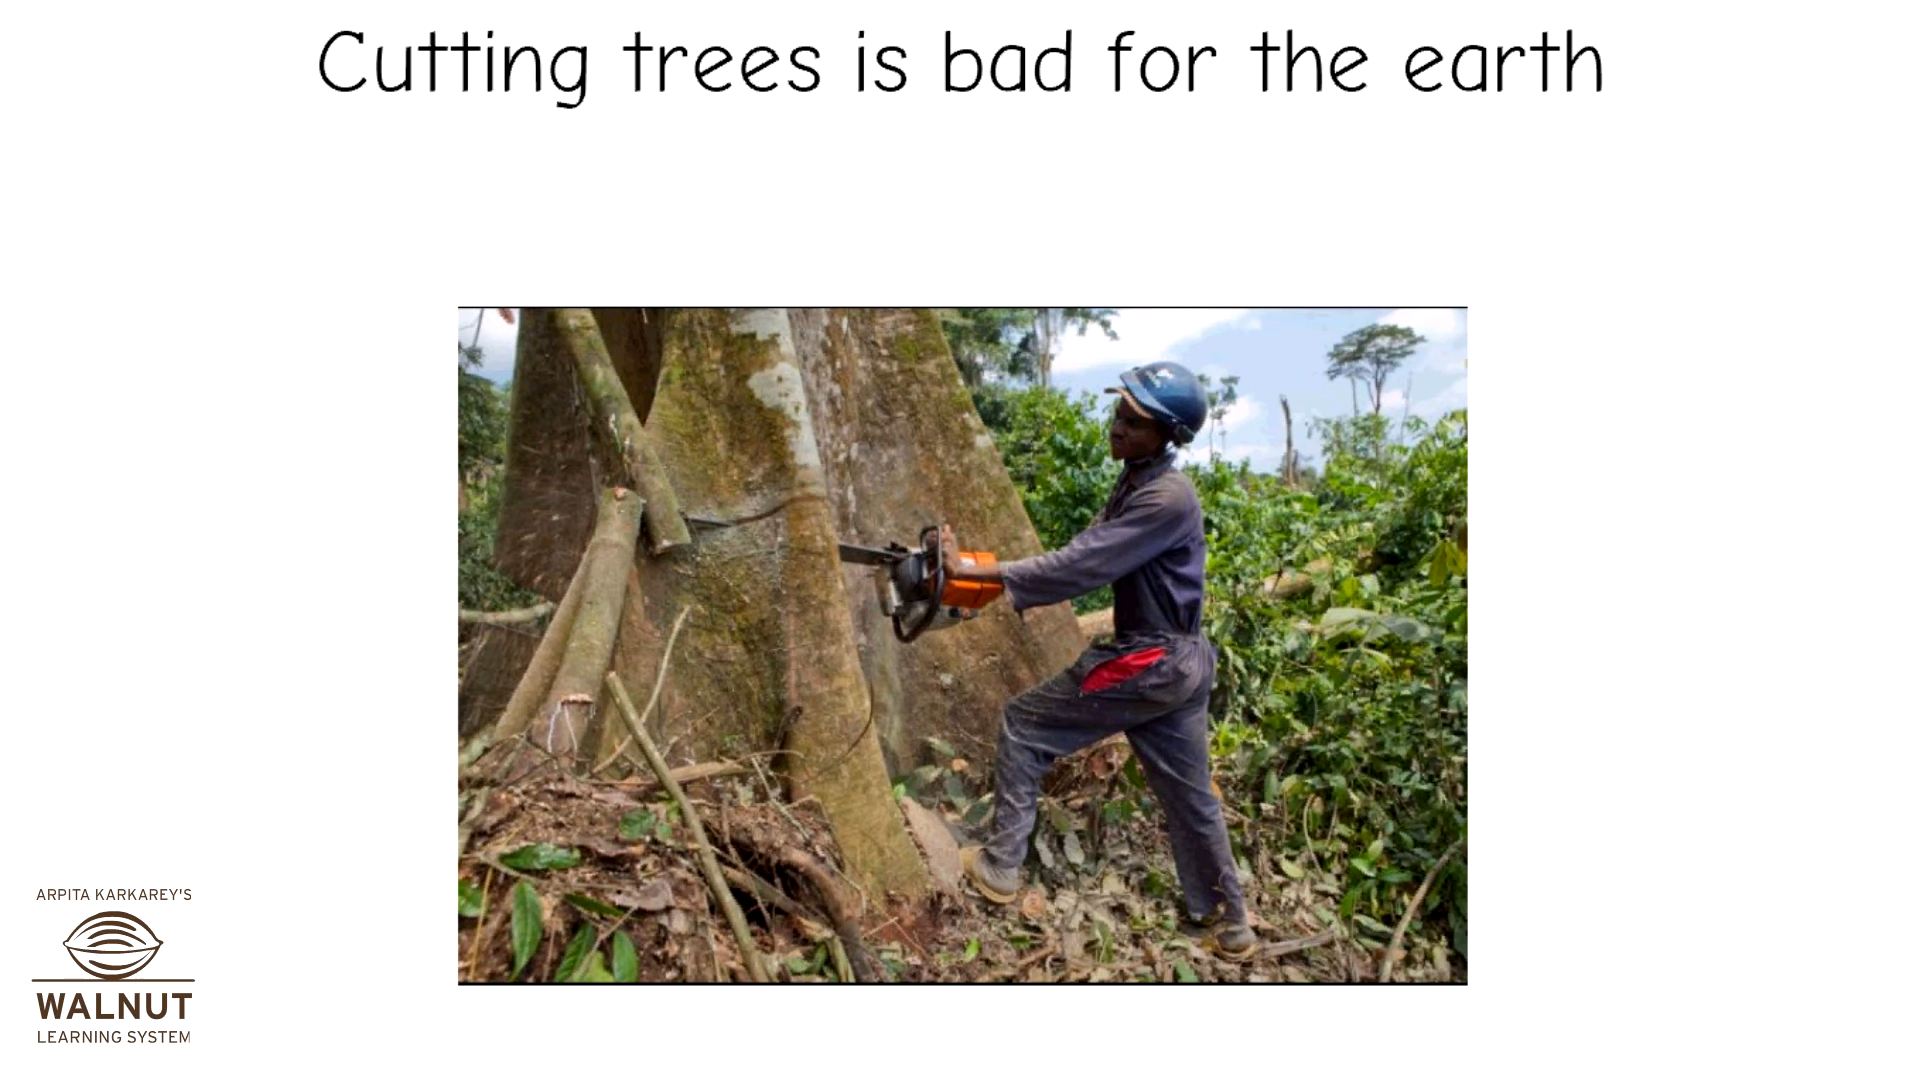 Cutting trees is bad for the earth
ARPITA KARKAREY'S
WALNUT
LEARNING SYSTEM